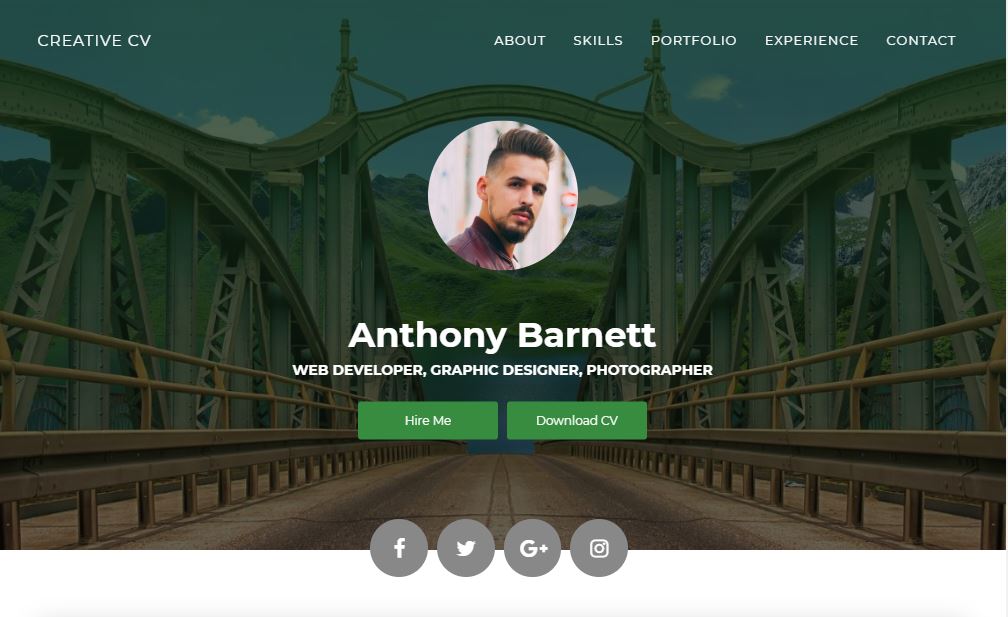 CREATIVE CV
ABOUT SKILLS PORTFOLIO EXPERIENCE CONTACT
Anthony Barnett
WEB DEVELOPER, GRAPHIC DESIGNER, PHOTOGRAPHER
Hire Me
Download CV